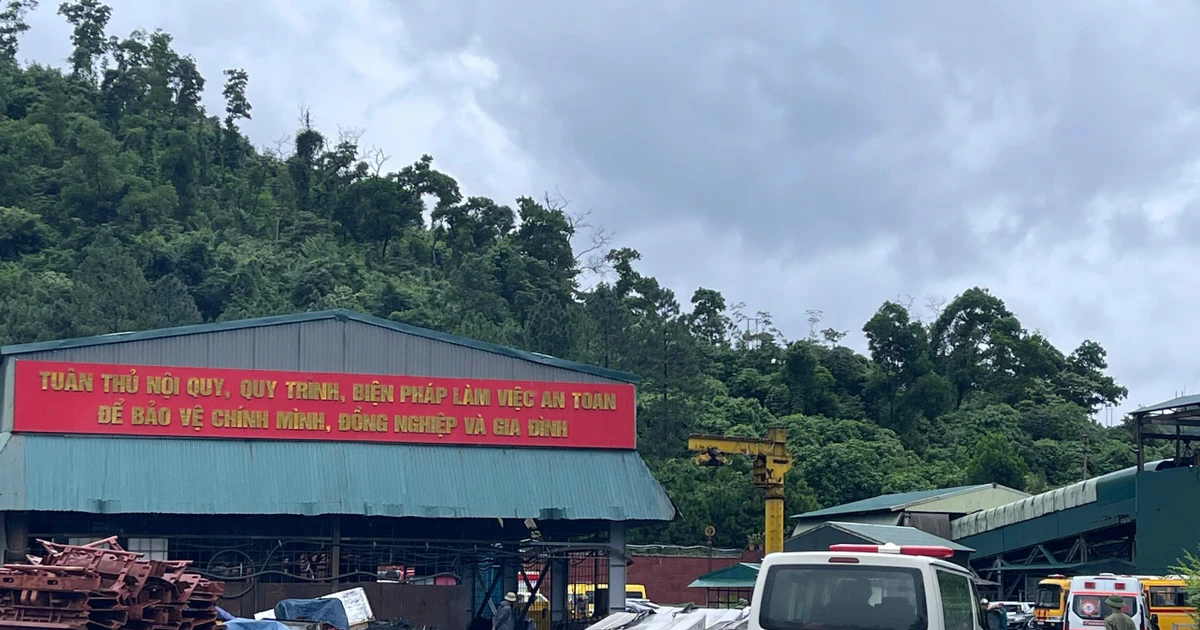 TUÂN THỦ NỘI QUY, QUY TRÌNH, BIỆN PHÁP LÀM VIỆC AN TOÀN
ĐỂ BẢO VỆ CHÍNH MÌNH, ĐỒNG NGHIỆP VÀ GIA ĐÌNH